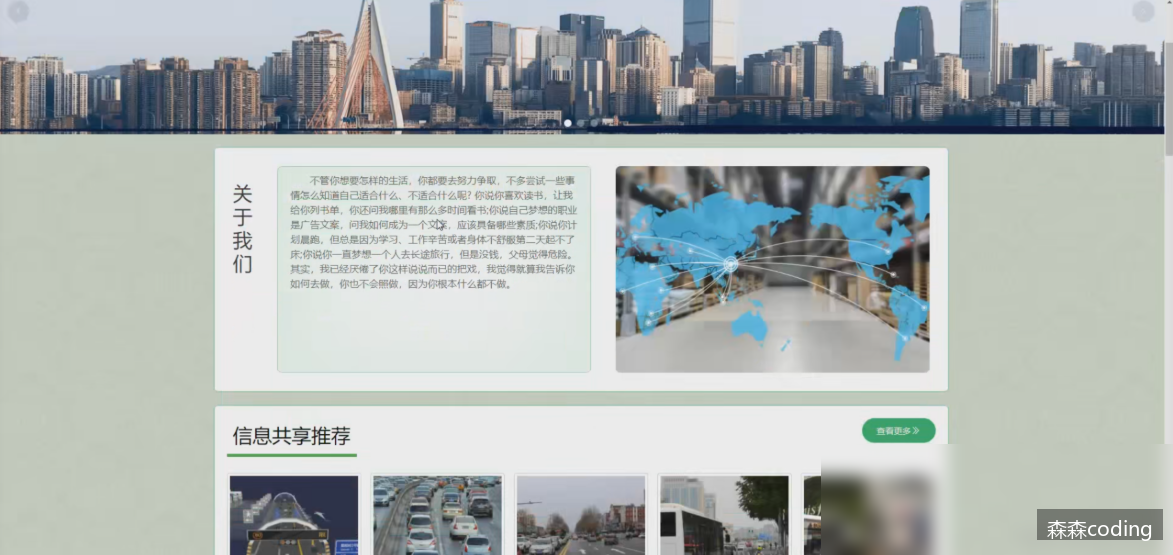 关于我们
不管你想要怎样的生活，你都要去努力争取，不多尝试一些事
情怎么知道自己适合什么、不适合什么呢? 你说你喜欢读书，让我
给你列书单，你还问我哪里有那么多时间看书;你说自己梦想的职业
是广告文案，问我如何成为一个文案，应该具备哪些素质;你说你计
划晨跑，但总是因为学习、工作辛苦或者身体不舒服第二天起不了
床;你说你一直梦想一个人去长途旅行，但是没钱，父母觉得危险。
其实，我已经厌倦了你这样说说而已的把戏，我觉得就算我告诉你
如何去做，你也不会照做，因为你根本什么都不做。
信息共享推荐
查看更多
森森coding